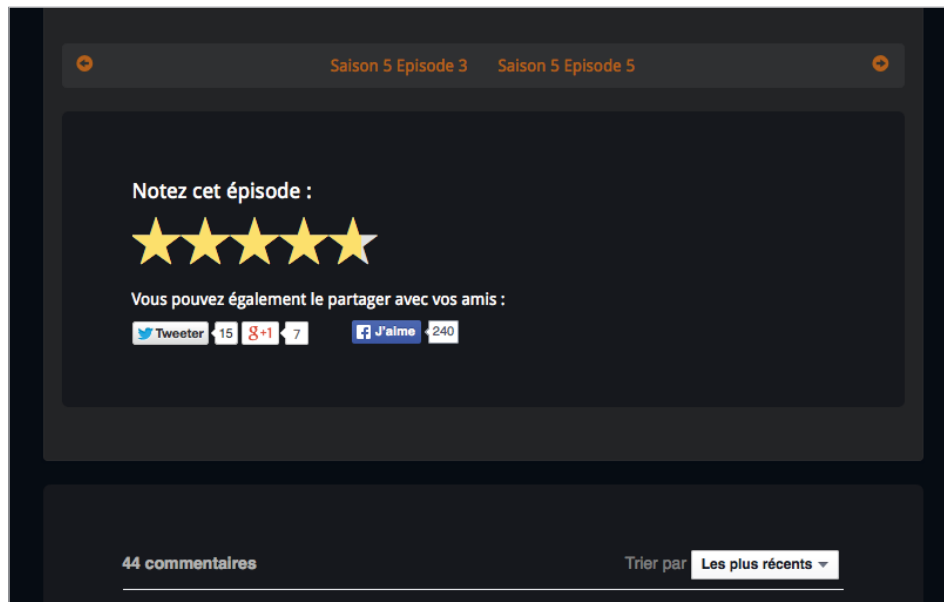 Saison 5 Episode 3 Saison 5 Episode 5
Notez cet épisode :
Vous pouvez également le partager avec vos amis :
Tweeter 15 g+1 7 J'aime 240
44 commentaires Trier par Les plus récents